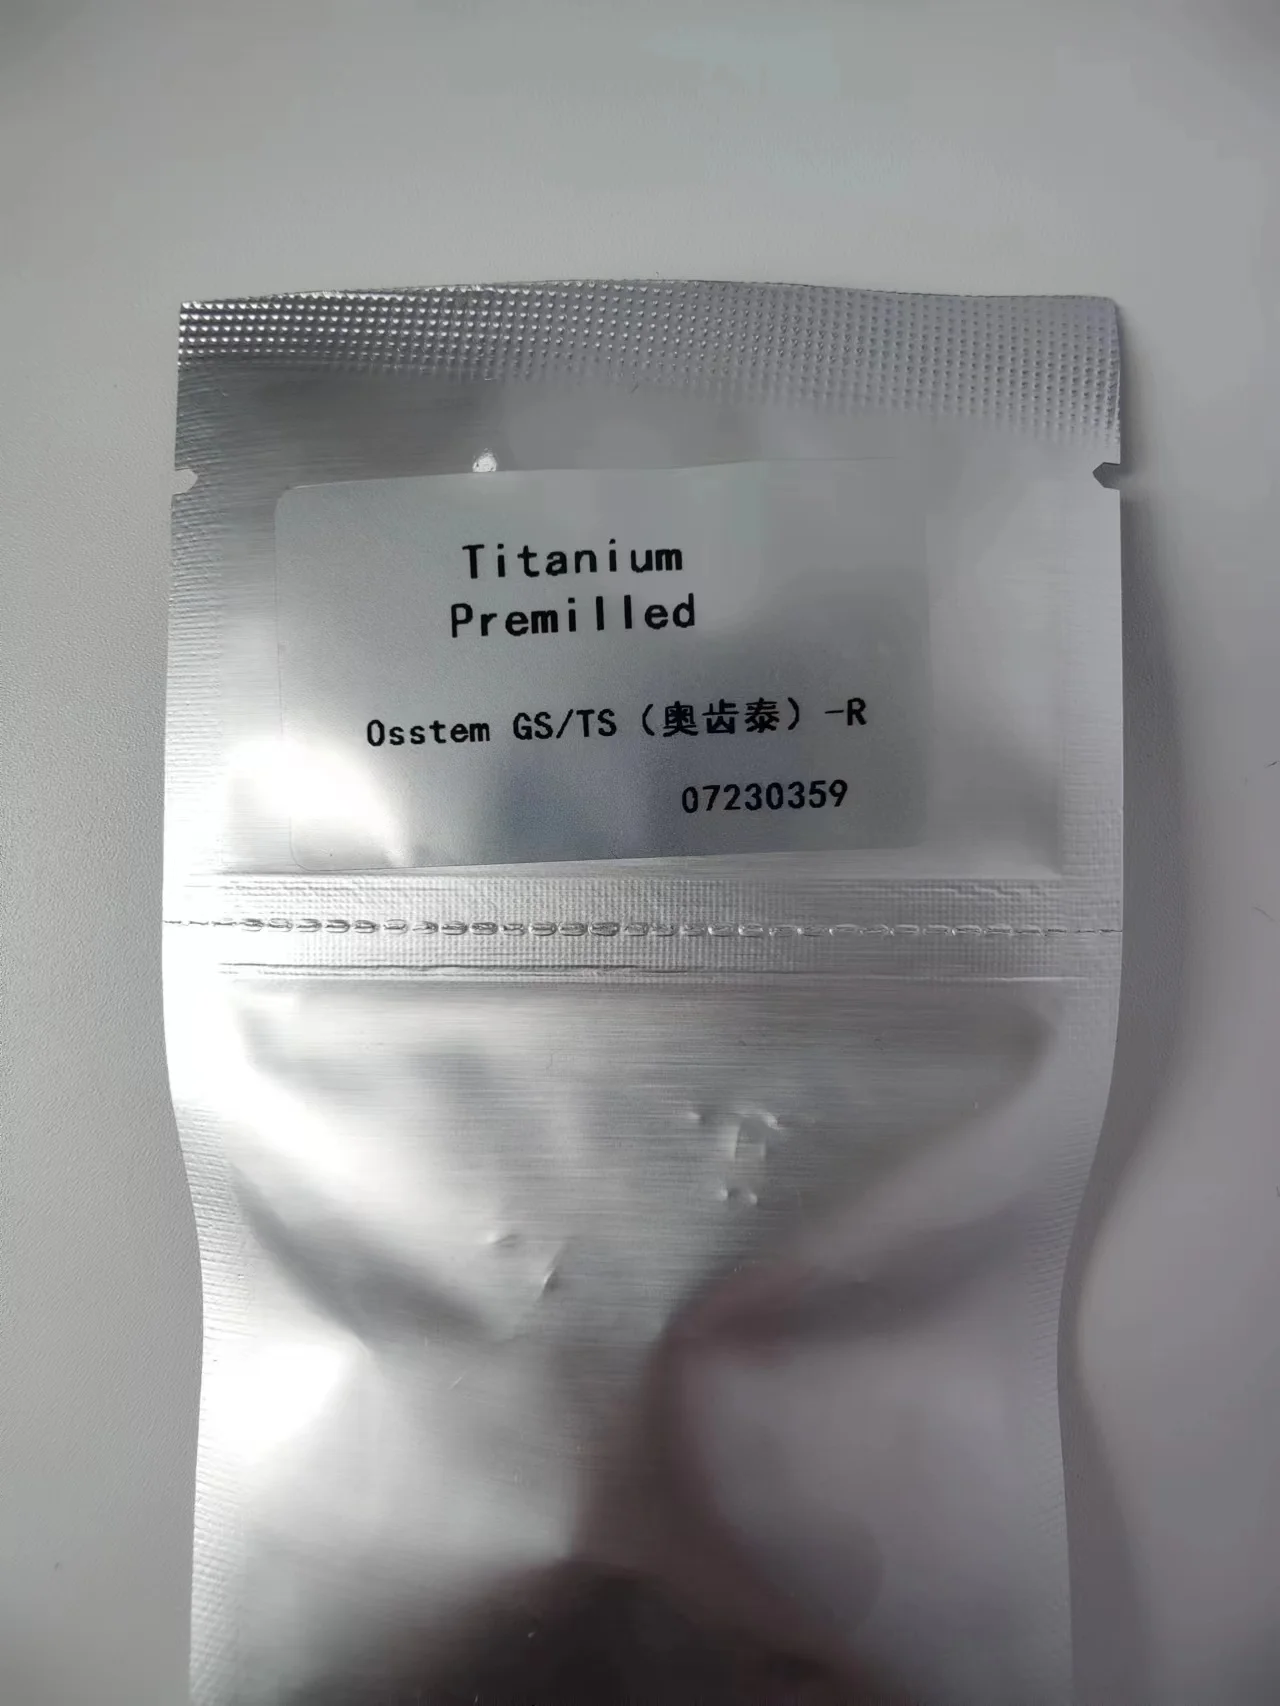 Titanium
Premilled
Osstem GS/TS（奥齿泰）-R
07230359